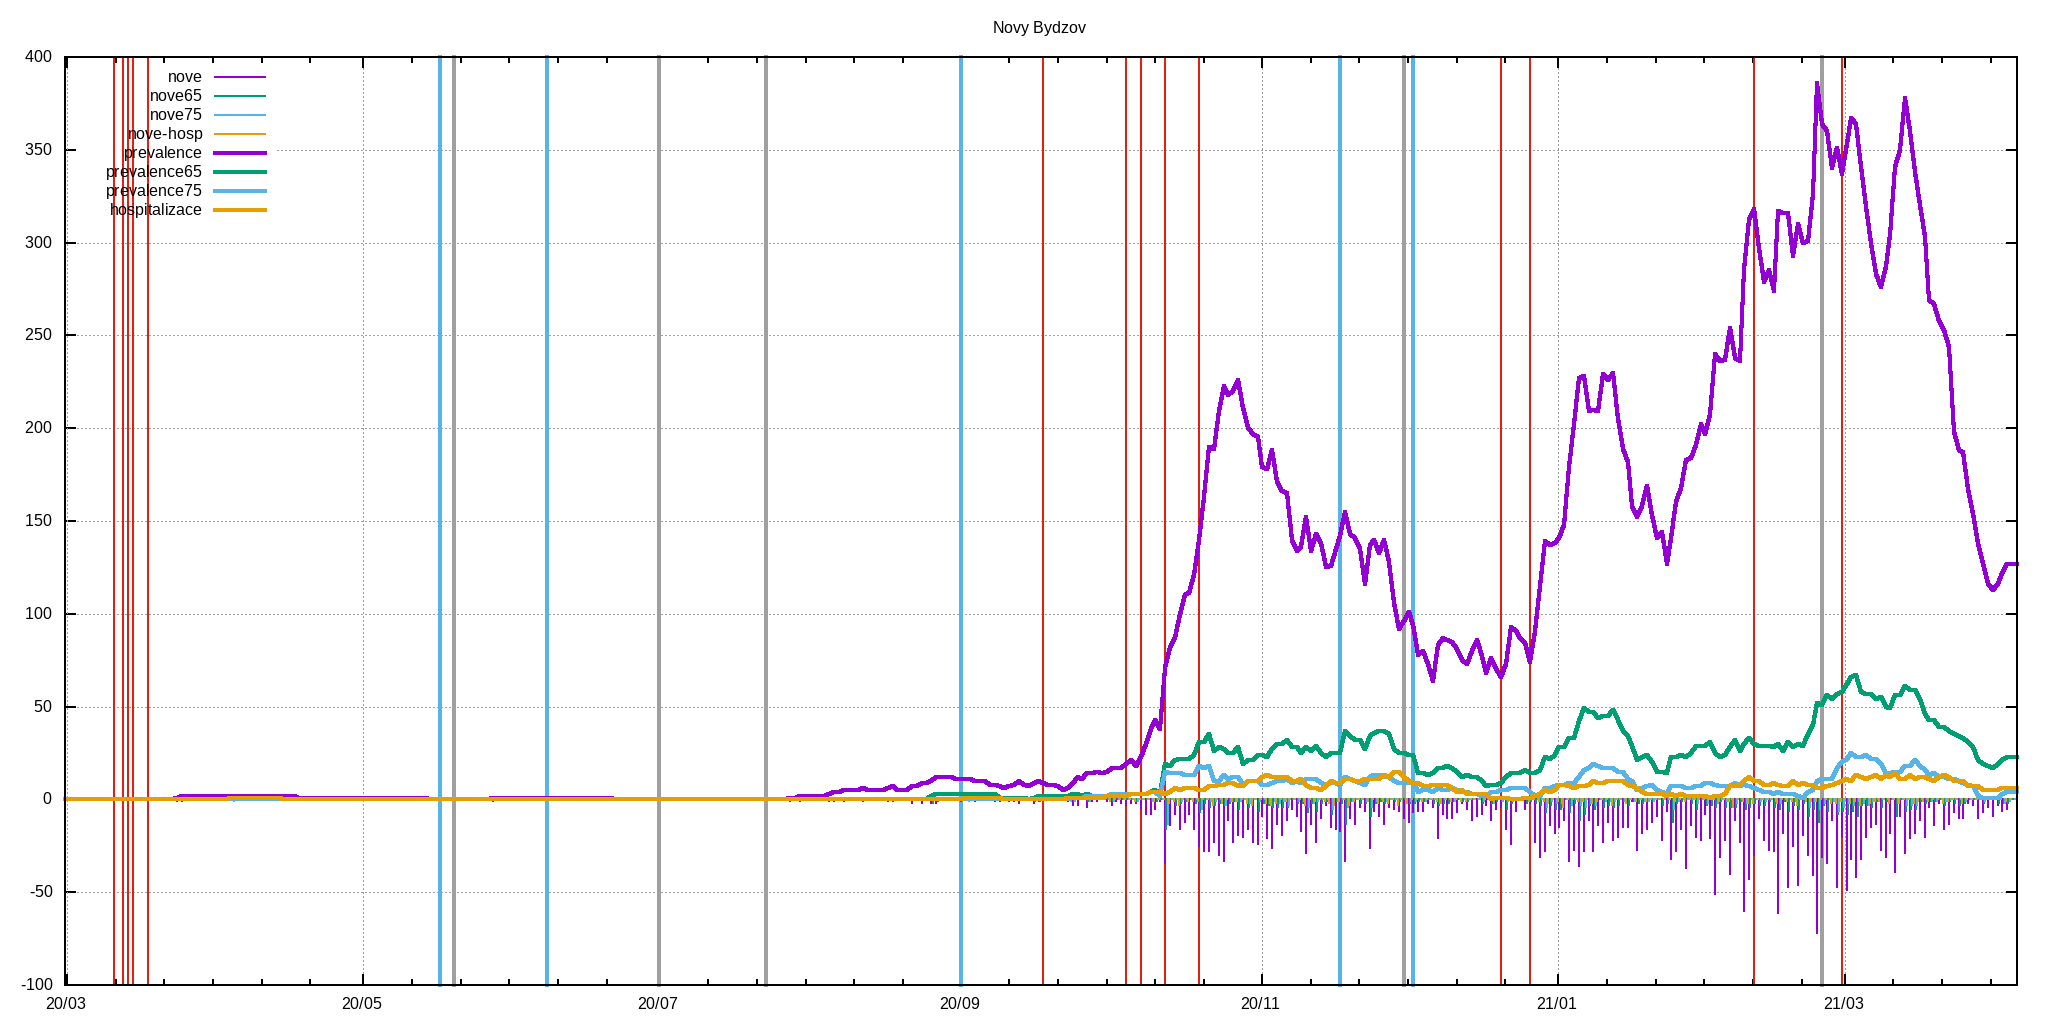 Novy Bydzov
400
350
300
250
200
150
100
50
0
-50
-100
nove
nove65
nove75
nove-hosp
prevalence
prevalence65
prevalence75
hospitalizace
20/03 20/05 20/07 20/09 20/11 21/01 21/03